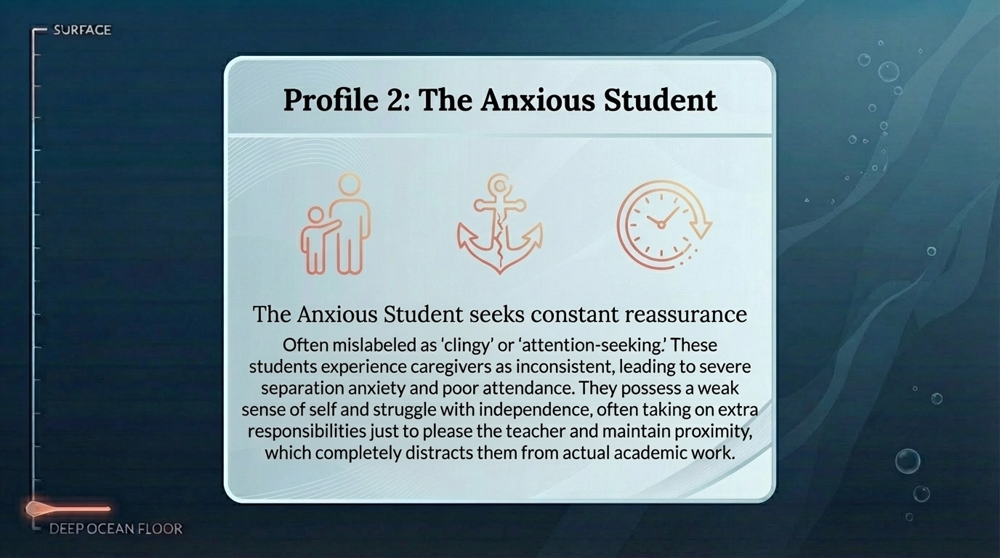 SURFACE
Profile 2: The Anxious Student
The Anxious Student seeks constant reassurance
Often mislabeled as ‘clingy’ or ‘attention-seeking.’ These
students experience caregivers as inconsistent, leading to severe
separation anxiety and poor attendance. They possess a weak
sense of self and struggle with independence, often taking on extra
responsibilities just to please the teacher and maintain proximity,
which completely distracts them from actual academic work.
DEEP OCEAN FLOOR